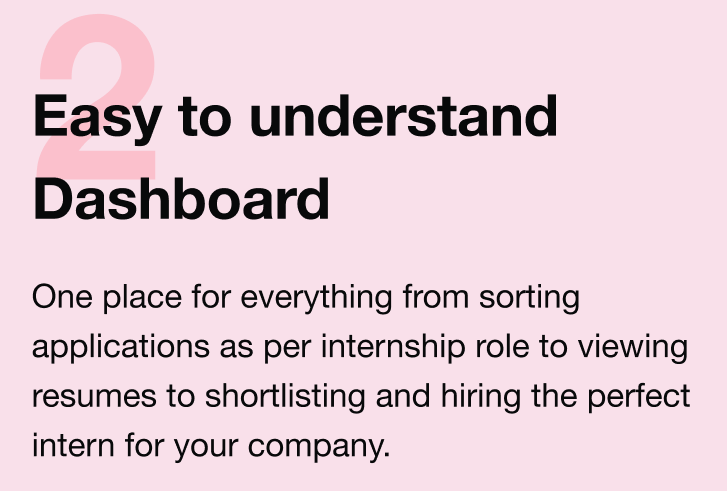 2
Easy to understand
Dashboard
One place for everything from sorting
applications as per internship role to viewing
resumes to shortlisting and hiring the perfect
intern for your company.